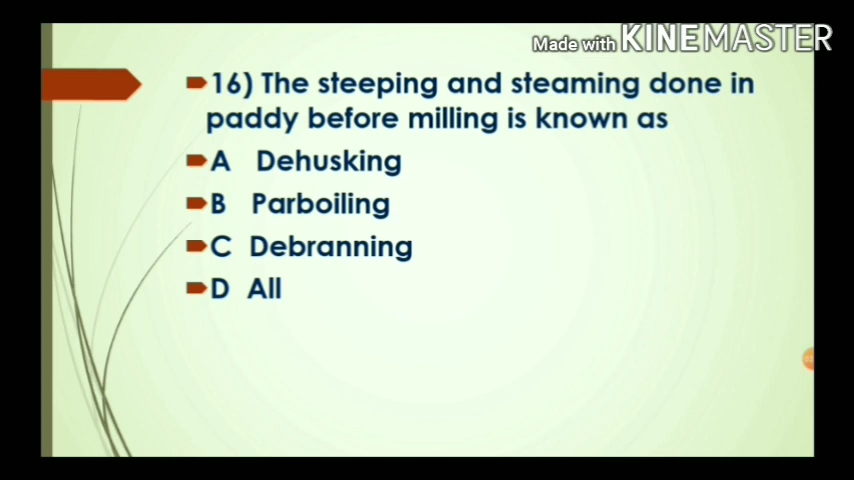 Made with KINEMASTER
16) The steeping and steaming done in
paddy before milling is known as
A Dehusking
B Parboiling
C Debranning
D All